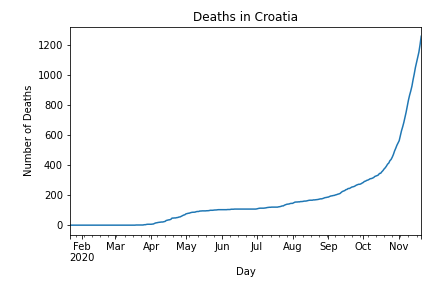 Deaths in Croatia
Number of Deaths
1200
1000
800
600
400
200
0
Feb Mar Apr May Jun Jul Aug Sep Oct Nov
2020
Day